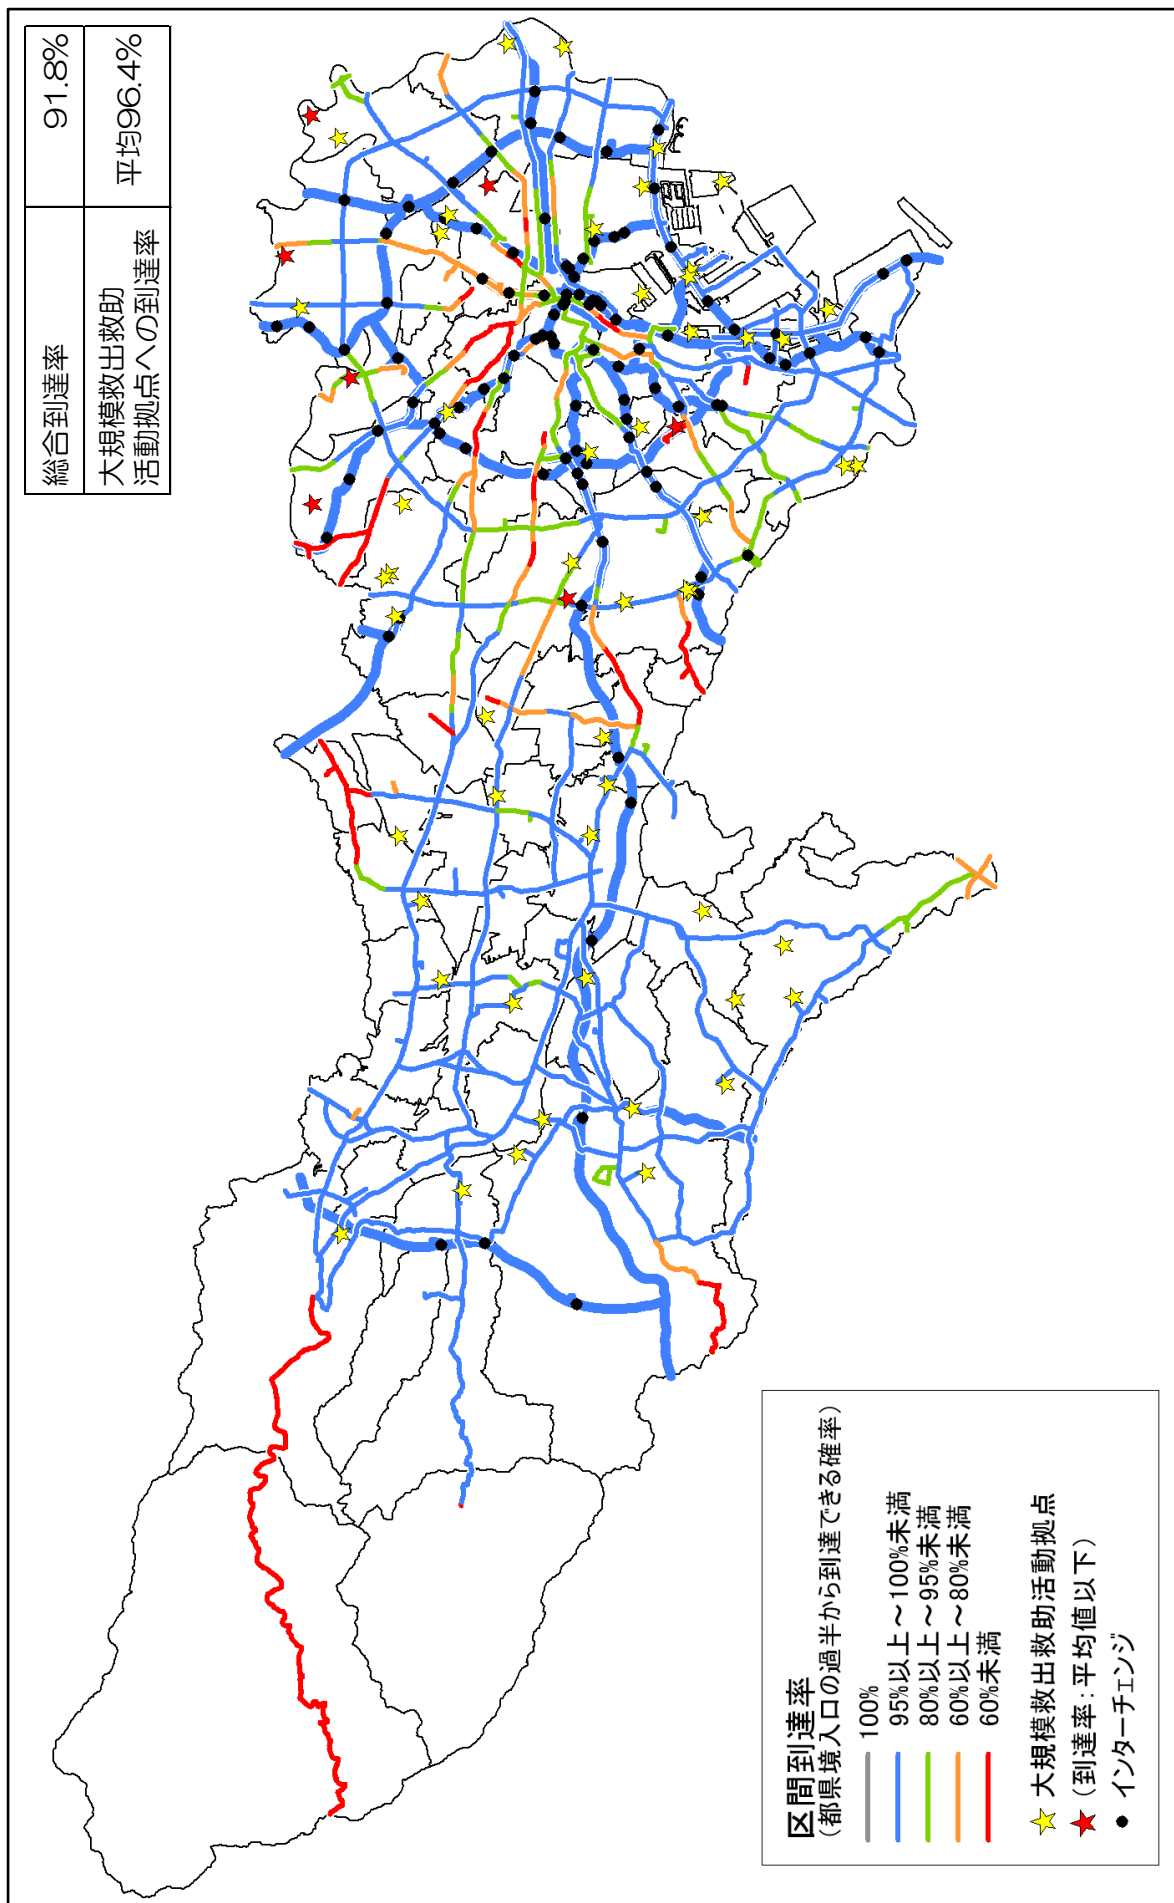 総合到達率 91.8%
大規模救出救助
活動拠点への到達率 平均96.4%
区間到達率
（都県境入口の過半から到達できる確率）
100%
95%以上～100%未満
80%以上～95%未満
60%以上～80%未満
60%未満
大規模救出救助活動拠点
（到達率：平均値以下）
インターチェンジ